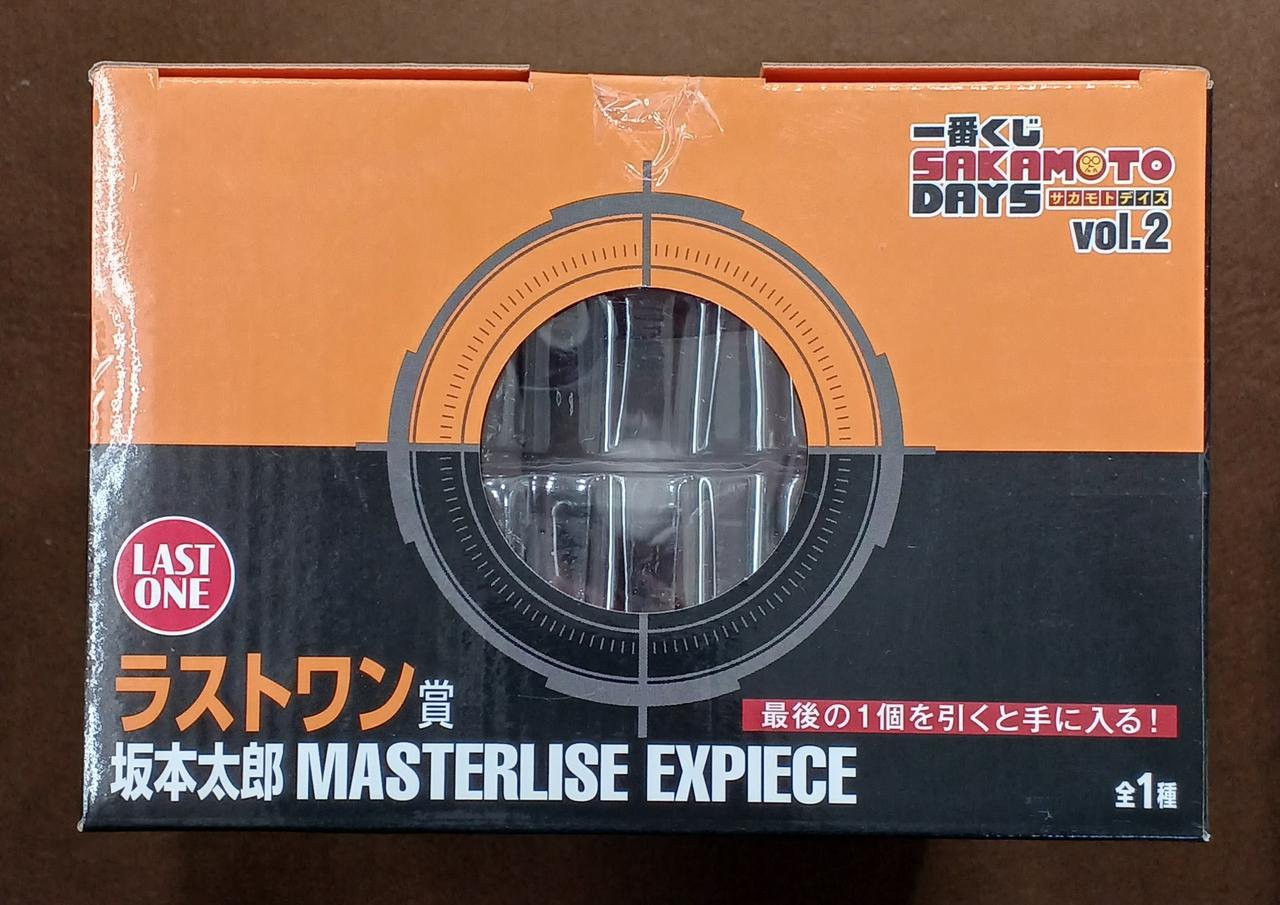 一番くじ
SAKAMOTO
DAYS サカモトデイズ
vol.2
LAST
ONE
ラストワン賞
最後の1個を引くと手に入る!
坂本太郎 MASTERLISE EXPIECE
全1種